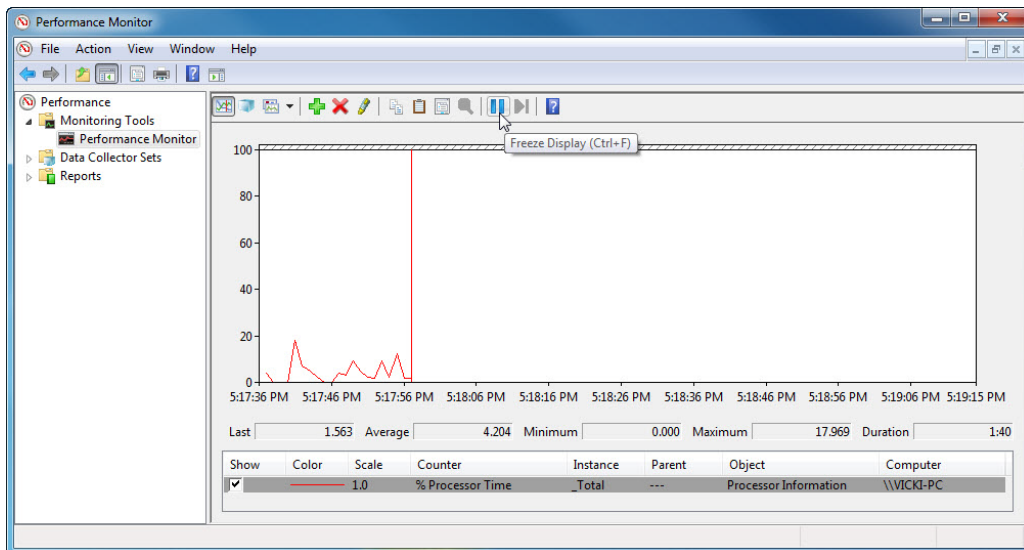 Performance Monitor
File Action View Window Help
Performance
Monitoring Tools
Performance Monitor
Data Collector Sets
Reports
Freeze Display (Ctrl+F)
100
80
60
40
20
0
5:17:36 PM 5:17:46 PM 5:17:56 PM 5:18:06 PM 5:18:16 PM 5:18:26 PM 5:18:36 PM 5:18:46 PM 5:18:56 PM 5:19:06 PM 5:19:15 PM
Last 1.563 Average 4.204 Minimum 0.000 Maximum 17.969 Duration 1:40
Show Color Scale Counter Instance Parent Object Computer
1.0 % Processor Time _Total --- Processor Information \\VICKI-PC